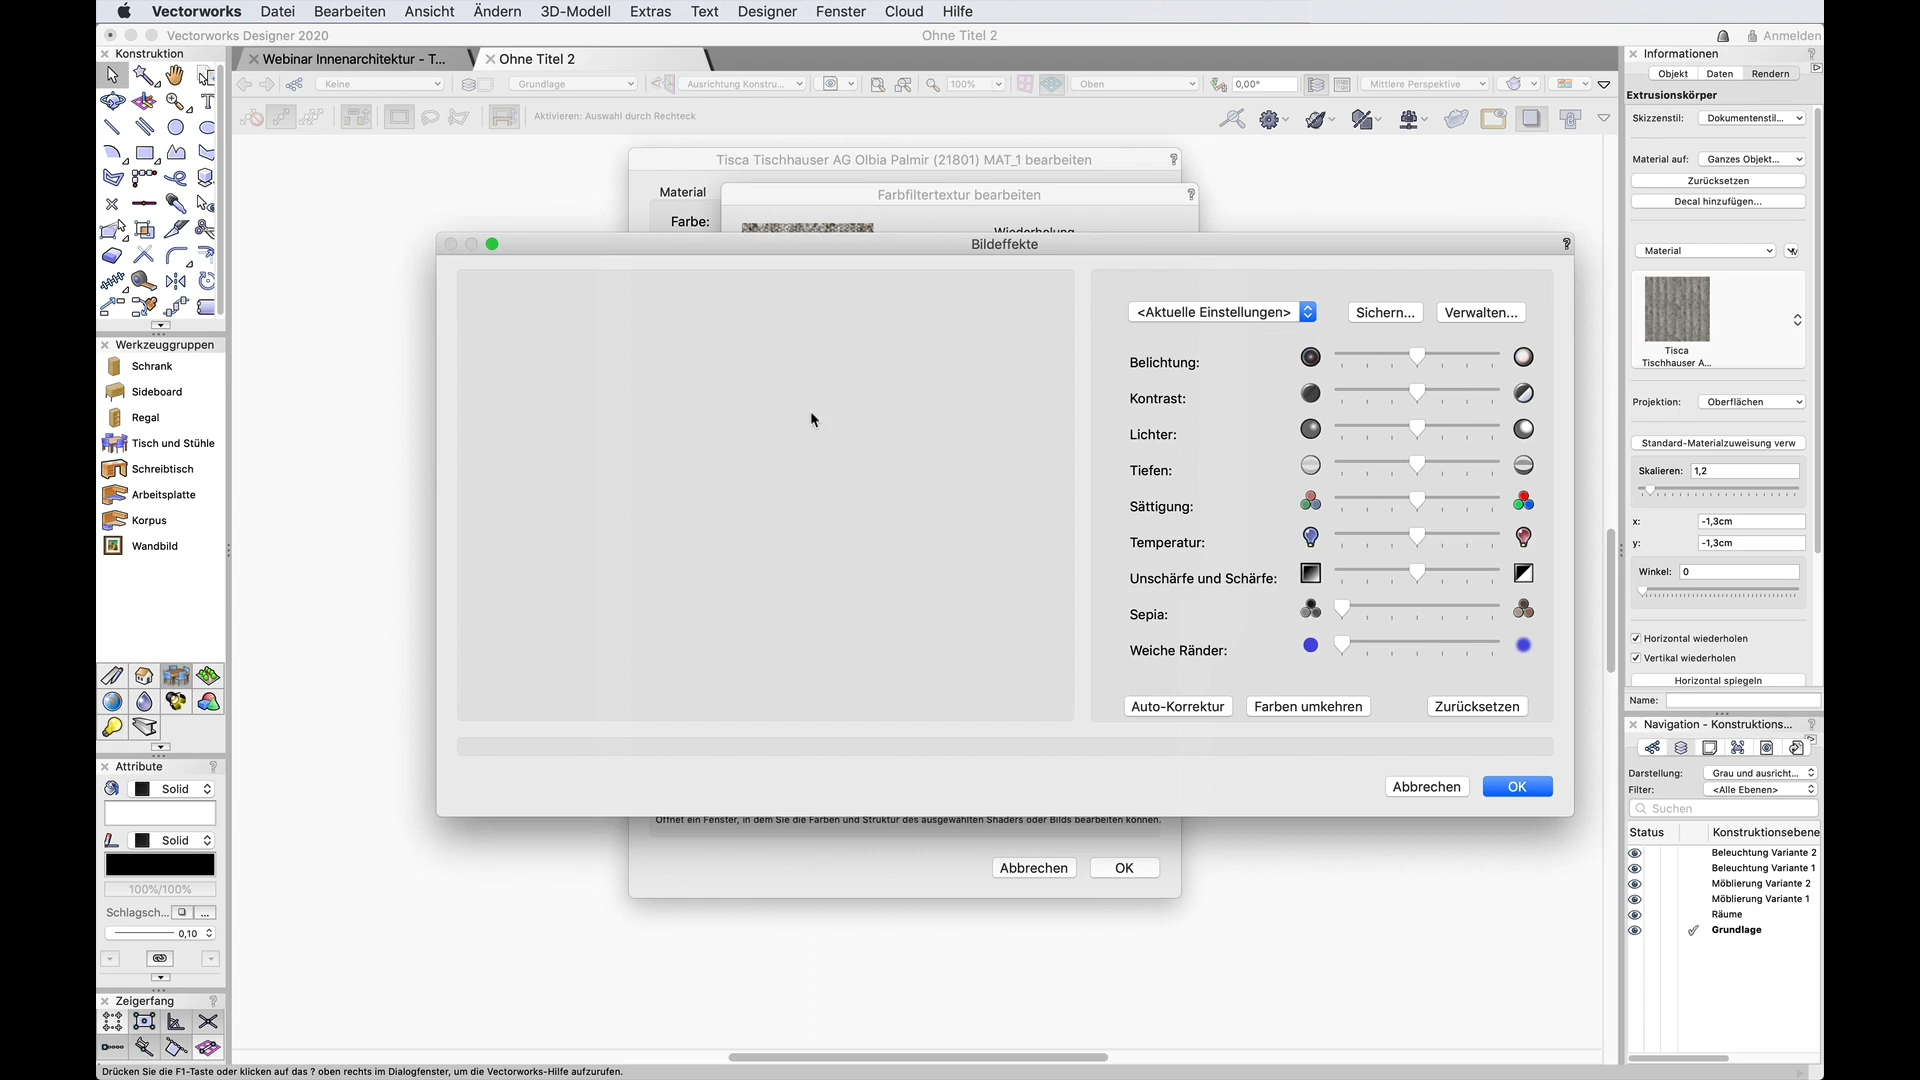 Vectorworks Datei Bearbeiten Ansicht Ändern 3D-Modell Extras Text Designer Fenster Cloud Hilfe
Vectorworks Designer 2020
Ohne Titel 2
Anmelden
Konstruktion
Webinar Innenarchitektur - T...
Ohne Titel 2
Keine
Grundlage
Ausrichtung Konstru...
100%
Oben
0,00°
Mittlere Perspektive
Aktivieren: Auswahl durch Rechteck
Werkzeuggruppen
Schrank
Sideboard
Regal
Tisch und Stühle
Schreibtisch
Arbeitsplatte
Korpus
Wandbild
Attribute
Solid
Solid
100%/100%
Schlagsch...
...
0,10
Zeigerfang
Drücken Sie die F1-Taste oder klicken auf das ? oben rechts im Dialogfenster, um die Vectorworks-Hilfe aufzurufen.
Tisca Tischhauser AG Olbia Palmir (21801) MAT_1 bearbeiten
?
Material
Farbe:
Farbfiltertextur bearbeiten
?
Wiederholung
Bildeffekte
?
<Aktuelle Einstellungen>
Sichern...
Verwalten...
Belichtung:
Kontrast:
Lichter:
Tiefen:
Sättigung:
Temperatur:
Unschärfe und Schärfe:
Sepia:
Weiche Ränder:
Auto-Korrektur
Farben umkehren
Zurücksetzen
Abbrechen
OK
Öffnet ein Fenster, in dem Sie die Farben und Struktur des ausgewählten Shaders oder Bilds bearbeiten können.
Abbrechen
OK
Informationen
?
Objekt Daten Rendern
Extrusionskörper
Skizzenstil: Dokumentenstil...
Material auf: Ganzes Objekt...
Zurücksetzen
Decal hinzufügen...
Material
Tisca
Tischhauser A...
Projektion: Oberflächen
Standard-Materialzuweisung verw
Skalieren: 1,2
x: -1,3cm
y: -1,3cm
Winkel: 0
Horizontal wiederholen
Vertikal wiederholen
Horizontal spiegeln
Name:
Navigation - Konstruktions...
?
Darstellung: Grau und ausricht...
Filter: <Alle Ebenen>
Suchen
Status Konstruktionsebene
Beleuchtung Variante 2
Beleuchtung Variante 1
Möblierung Variante 2
Möblierung Variante 1
Räume
Grundlage